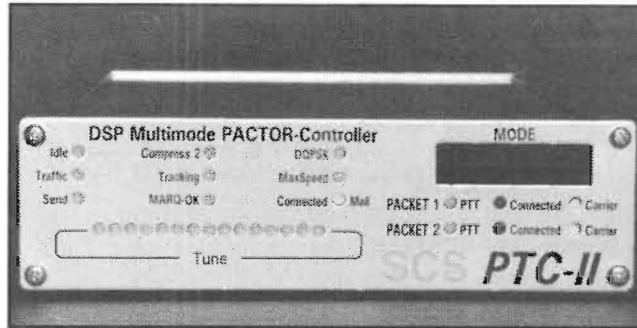 DSP Multimode PACTOR-Controller
MODE
Idle Compress 2 DQPSK
Traffic Tracking MaxSpeed
Send MARQ-OK Connected Mail
PACKET 1 PTT Connected Carrier
PACKET 2 PTT Connected Carrier
Tune
SCS PTC-II